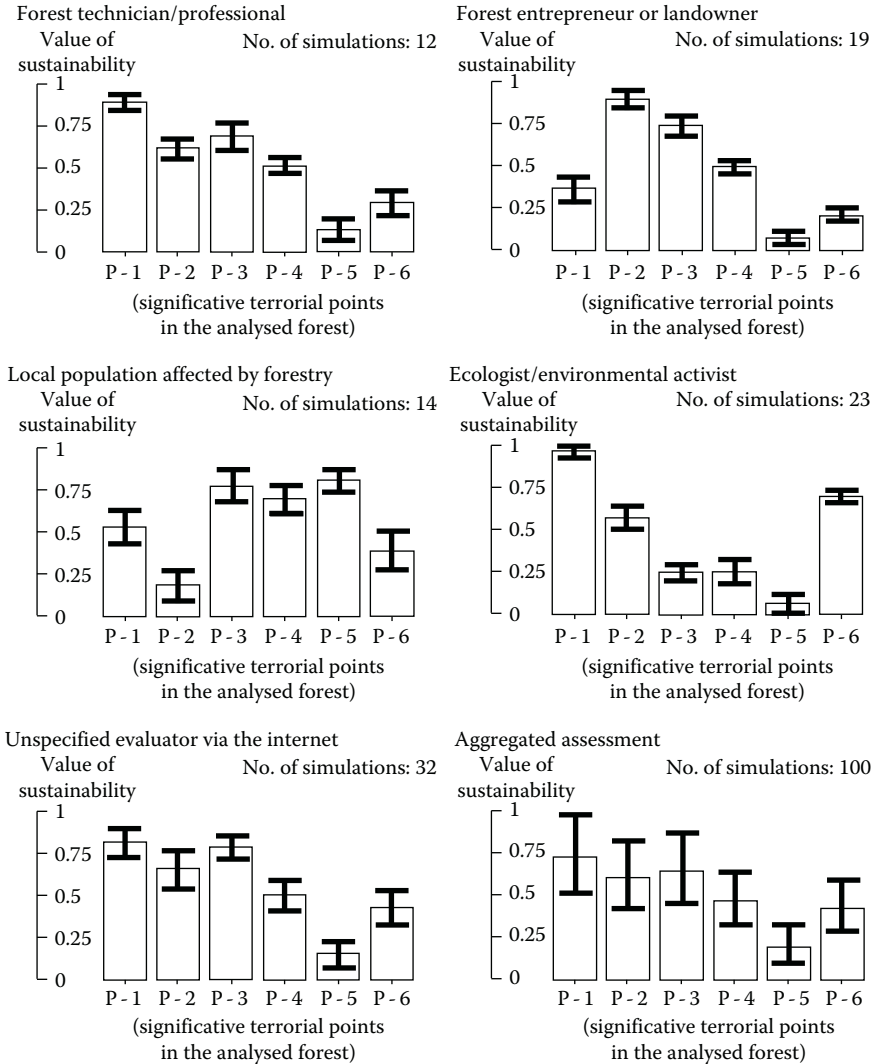 Forest technician/professional
Value of
sustainability
No. of simulations: 12
1
0.75
0.5
0.25
0
P - 1 P - 2 P - 3 P - 4 P - 5 P - 6
(significative terrorial points
in the analysed forest)
Forest entrepreneur or landowner
Value of
sustainability
No. of simulations: 19
1
0.75
0.5
0.25
0
P - 1 P - 2 P - 3 P - 4 P - 5 P - 6
(significative terrorial points
in the analysed forest)
Local population affected by forestry
Value of
sustainability
No. of simulations: 14
1
0.75
0.5
0.25
0
P - 1 P - 2 P - 3 P - 4 P - 5 P - 6
(significative terrorial points
in the analysed forest)
Ecologist/environmental activist
Value of
sustainability
No. of simulations: 23
1
0.75
0.5
0.25
0
P - 1 P - 2 P - 3 P - 4 P - 5 P - 6
(significative terrorial points
in the analysed forest)
Unspecified evaluator via the internet
Value of
sustainability
No. of simulations: 32
1
0.75
0.5
0.25
0
P - 1 P - 2 P - 3 P - 4 P - 5 P - 6
(significative terrorial points
in the analysed forest)
Aggregated assessment
Value of
sustainability
No. of simulations: 100
1
0.75
0.5
0.25
0
P - 1 P - 2 P - 3 P - 4 P - 5 P - 6
(significative terrorial points
in the analysed forest)